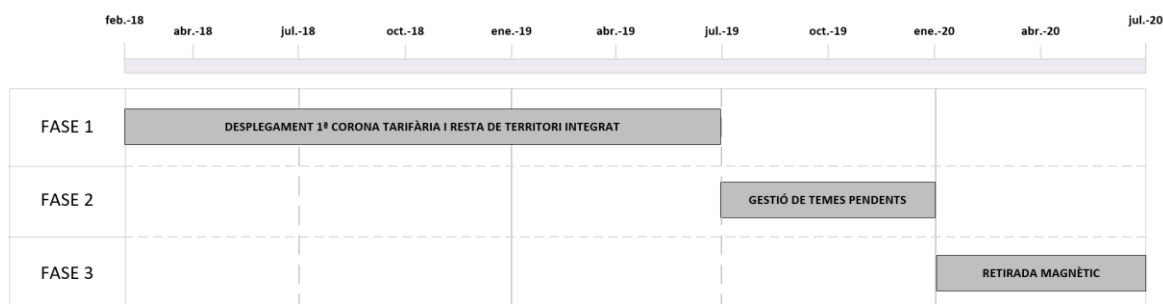 feb.-18
abr.-18
jul.-18
oct.-18
ene.-19
abr.-19
jul.-19
oct.-19
ene.-20
abr.-20
jul.-20
FASE 1
DESPLEGAMENT 1ª CORONA TARIFÀRIA I RESTA DE TERRITORI INTEGRAT
FASE 2
GESTIÓ DE TEMES PENDENTS
FASE 3
RETIRADA MAGNÈTIC